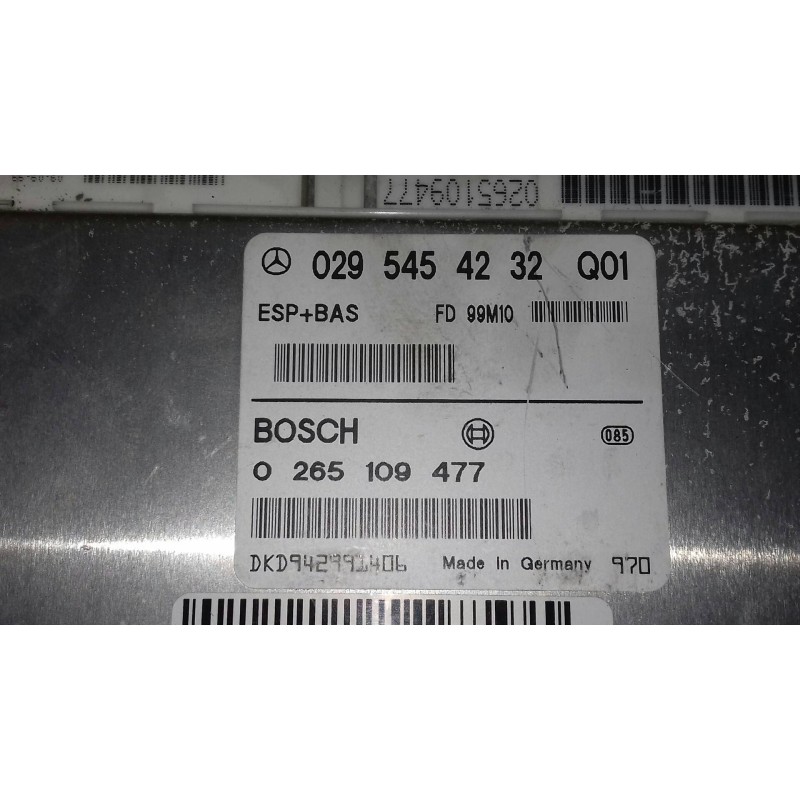 0265109477
029 545 42 32 Q01
ESP+BAS FD 99M10
BOSCH
085
0 265 109 477
DKD942991406 Made in Germany 970